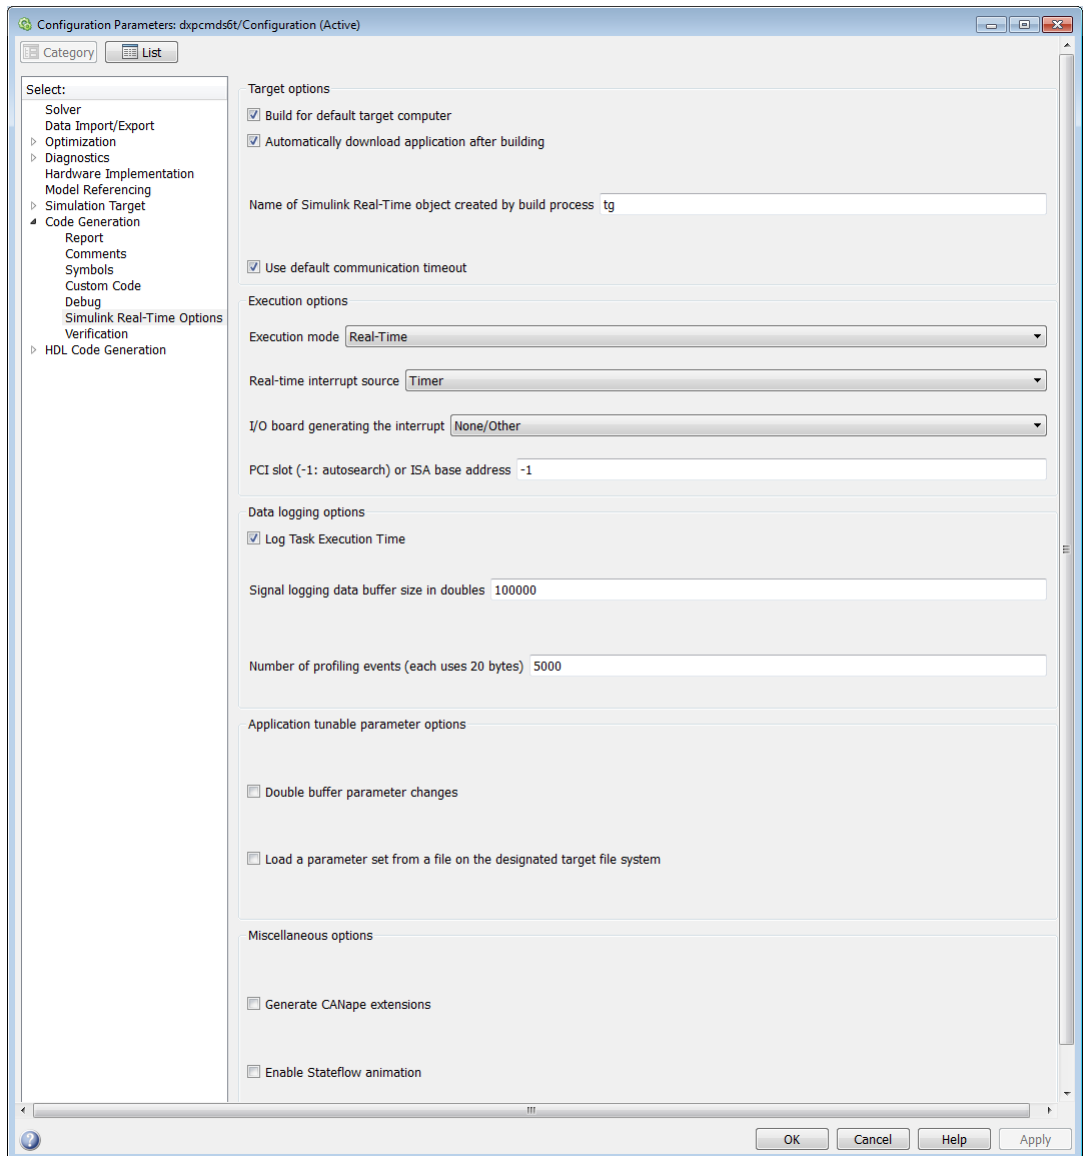 Configuration Parameters: dxpcmds6t/Configuration (Active)
Category
List
Select:
Solver
Data Import/Export
Optimization
Diagnostics
Hardware Implementation
Model Referencing
Simulation Target
Code Generation
Report
Comments
Symbols
Custom Code
Debug
Simulink Real-Time Options
Verification
HDL Code Generation
Target options
Build for default target computer
Automatically download application after building
Name of Simulink Real-Time object created by build process tg
Use default communication timeout
Execution options
Execution mode Real-Time
Real-time interrupt source Timer
I/O board generating the interrupt None/Other
PCI slot (-1: autosearch) or ISA base address -1
Data logging options
Log Task Execution Time
Signal logging data buffer size in doubles 100000
Number of profiling events (each uses 20 bytes) 5000
Application tunable parameter options
Double buffer parameter changes
Load a parameter set from a file on the designated target file system
Miscellaneous options
Generate CANape extensions
Enable Stateflow animation
? OK Cancel Help Apply